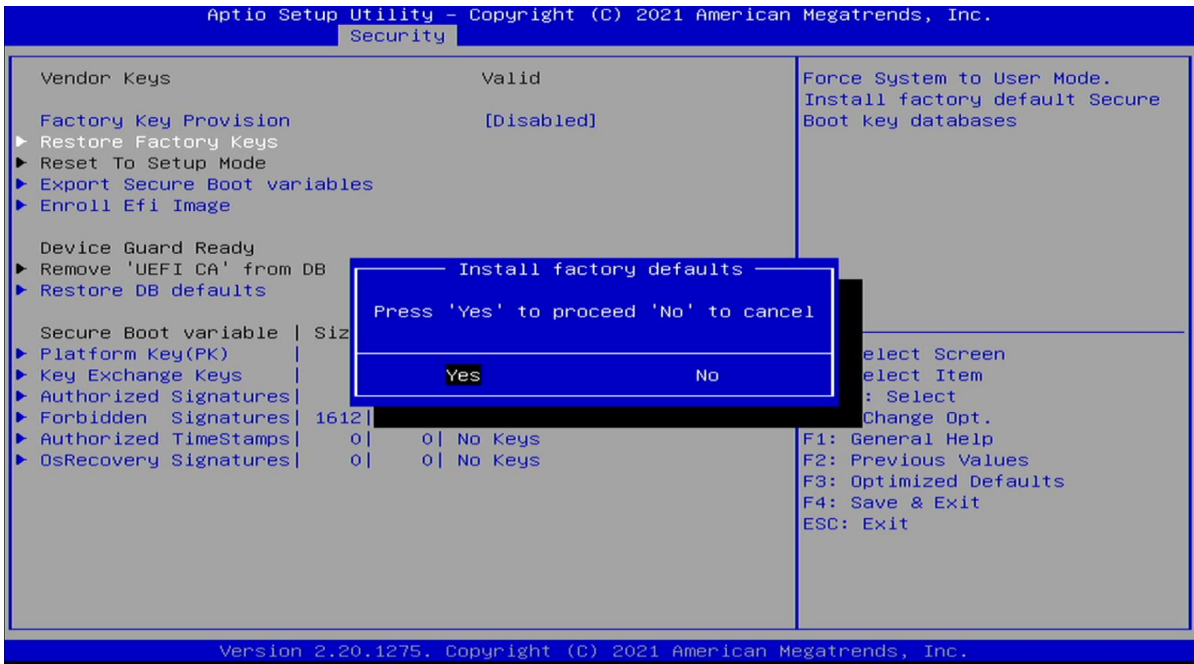 Aptio Setup Utility – Copyright (C) 2021 American Megatrends, Inc.
Security
Vendor Keys Valid
Factory Key Provision [Disabled]
Restore Factory Keys
Reset To Setup Mode
Export Secure Boot variables
Enroll Efi Image
Device Guard Ready
Remove 'UEFI CA' from DB
Restore DB defaults
Secure Boot variable | Siz
Platform Key(PK) |
Key Exchange Keys |
Authorized Signatures|
Forbidden Signatures| 1612|
Authorized TimeStamps| 0| 0| No Keys
OsRecovery Signatures| 0| 0| No Keys
Install factory defaults
Press 'Yes' to proceed 'No' to cancel
Yes No
Force System to User Mode.
Install factory default Secure
Boot key databases
elect Screen
elect Item
: Select
Change Opt.
F1: General Help
F2: Previous Values
F3: Optimized Defaults
F4: Save & Exit
ESC: Exit
Version 2.20.1275. Copyright (C) 2021 American Megatrends, Inc.